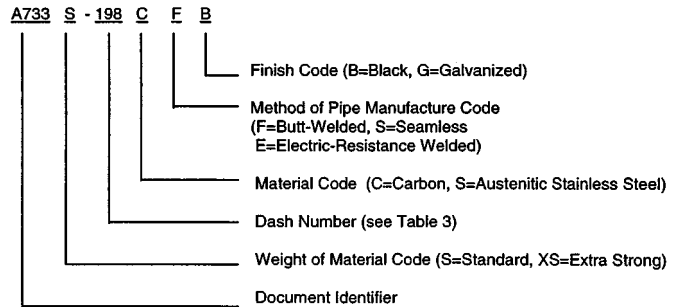 A733 S - 198 C F B
Finish Code (B=Black, G=Galvanized)
Method of Pipe Manufacture Code
(F=Butt-Welded, S=Seamless
E=Electric-Resistance Welded)
Material Code (C=Carbon, S=Austenitic Stainless Steel)
Dash Number (see Table 3)
Weight of Material Code (S=Standard, XS=Extra Strong)
Document Identifier